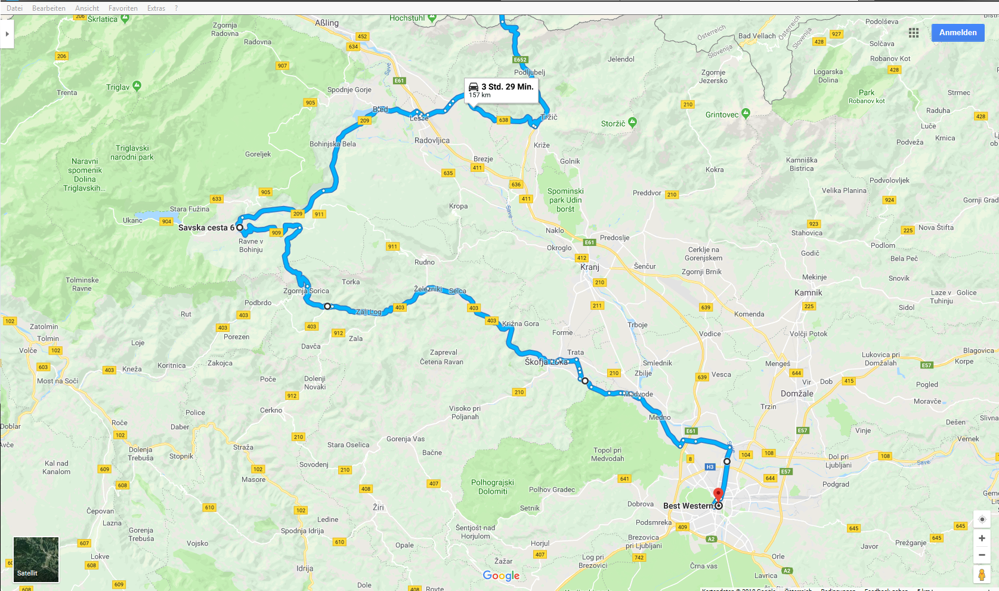 Datei Bearbeiten Ansicht Favoriten Extras ?
206
Škrlatica
Zgornja
Radovna
Aßling
Hochstuhl
Radovna
452
634
907
206
E652
Podljubelj
Jelendol
Österreich
Slovenija
Bad Vellach
Österreich
Slovenija
428
927
Podolševa
Solčava
Robanov Kot
428
Anmelden
Logarska
Dolina
Zgornje
Jezersko
Park
Robanov kot
Strmec
Raduha
428
Luče
Krnica
Podveža
Triglav
Trenta
Spodnje Gorje
905
Save
E61
3 Std. 29 Min.
157 km
Bled
209
Lesce
638
Tržič
Storžič
210
Grintovec
Radovljica
Križe
Bohinjska Bela
Goreljek
Triglavski
narodni park
Naravni
spomenik
Dolina
Triglavskih...
Brezje
411
635
Golnik
Kokra
Kamniška
Bistrica
Podvolovljek
Velika Planina
924
Gornji Grad
636
411
Spominski
park Udin
boršt
Preddvor
210
633
905
Stara Fužina
Ukanc
904
209
911
Kropa
Save
Savska cesta 6
909
Ravne v
Bohinju
Naklo
E61
Predoslje
Okroglo
923
Stahovica
225
Nova Štifta
911
Rudno
412
Kranj
Šenčur
Cerklje na
Gorenjskem
Zgornji Brnik
Godič
Podlom
Bela Peč
Mekinje
Snovik
Kamnik
225
Laze v
Tuhinju
Golice
Sidol
Tolminske
Ravne
Torka
Zgornja Sorica
Železniki
Selca
210
211
639
Komenda
Podbrdo
Rut
403
403
Porezen
403
Zali Log
403
403
403
Križna Gora
Forme
Trboje
Vodice
Volčji Potok
102
Zatolmin
Tolmin
Volče
102
603
912
Zala
Davča
Loje
Koritnica
Zakojca
403
Kneža
Most na Soči
Zapreval
Četena Ravan
Trata
Škofja Loka
Smlednik
Zbilje
210
639
Vesca
Mengeš
644
Vir
Dob
415
Lukovica pri
Domžalah
Blagovica
E57
Korpe
Pogled
Moravče
Domžale
Trzin
Poče
Dolenji
Novaki
912
210
Medvode
Visoko pri
Poljanah
Medno
Police
Cerkno
Roče
102
Daber
Doblar
Dolenja
Trebuša
Stopnik
Straža
210
Stara Oselica
Gorenja Vas
Bačne
E61
E57
Vinje
Dešen
Vernek
Kal nad
Kanalom
609
608
102
Masore
Sovodenj
210
Topol pri
Medvodah
8
H3
104
108
Dol pri
Ljubljani
108
Save
644
E57
Podgrad
Polhograjski
Dolomiti
641
407
408
Žiri
Polhov Gradec
Setnik
Dobrova
Best Western
610
Čepovan
Lazna
102
Ledine
Spodnja Idrija
Podsmreka
409
Gorenja
Trebuša
607
Vojsko
610
Opale
Šentjošt nad
Horjulom
Horjul
407
Brezovica
pri Ljubljani
A2
645
645
645
Prežganje
Javor
Lokve
608
Idrija
Žažar
Log pri
Brezovici
742
Črna vas
Orle
A2
Lavrica
Satellit
609
608
Dole
408
Rovte
Google